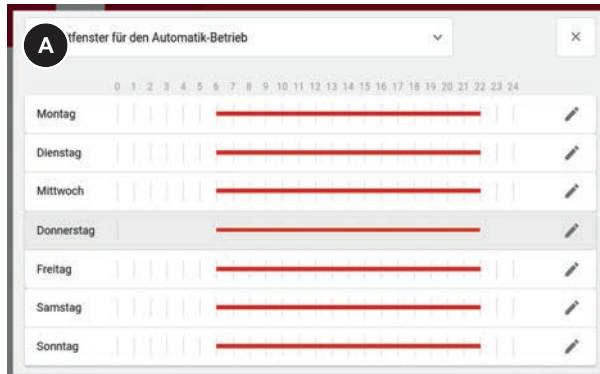 A
tfenster für den Automatik-Betrieb
0 1 2 3 4 5 6 7 8 9 10 11 12 13 14 15 16 17 18 19 20 21 22 23 24
Montag
Dienstag
Mittwoch
Donnerstag
Freitag
Samstag
Sonntag